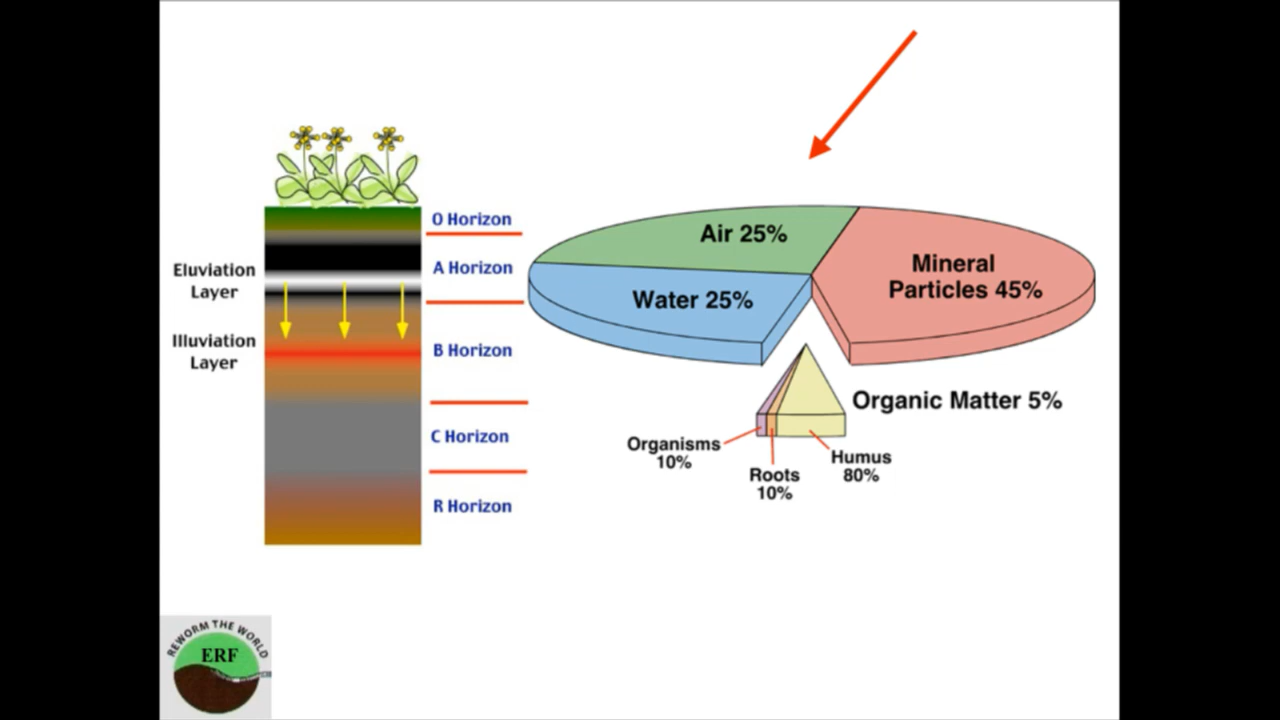 O Horizon
Eluviation
Layer
A Horizon
Illuviation
Layer
B Horizon
C Horizon
R Horizon
Air 25%
Mineral
Particles 45%
Water 25%
Organic Matter 5%
Organisms
10%
Roots
10%
Humus
80%
REWORM THE WORLD
ERF